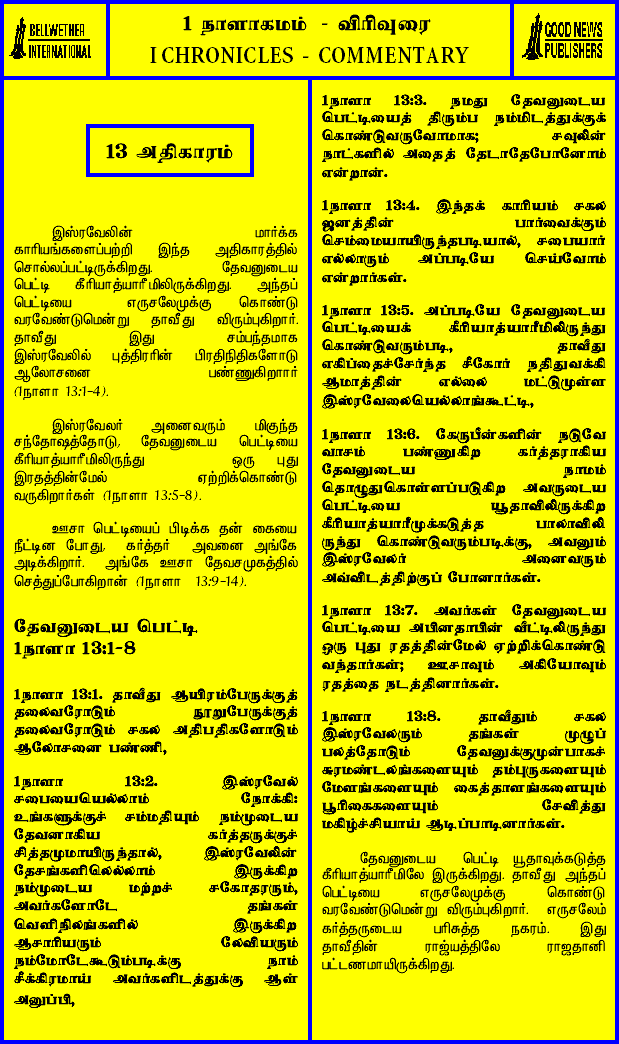 BELLWETHER
INTERNATIONAL
1 நாளாகமம் - விரிவுரை
I CHRONICLES - COMMENTARY
GOOD NEWS
PUBLISHERS
13 அதிகாரம்
இஸ்ரவேலின் மார்க்க
காரியங்களைப்பற்றி இந்த அதிகாரத்தில்
சொல்லப்பட்டிருக்கிறது. தேவனுடைய
பெட்டி கீரியாத்யாரீமிலிருக்கிறது. அந்தப்
பெட்டியை எருசலேமுக்கு கொண்டு
வரவேண்டுமென்று தாவீது விரும்புகிறார்.
தாவீது இது சம்பந்தமாக
இஸ்ரவேலில் புத்திரரின் பிரதிநிதிகளோடு
ஆலோசனை பண்ணுகிறார்
(1நாளா 13:1-4).
இஸ்ரவேலர் அனைவரும் மிகுந்த
சந்தோஷத்தோடு, தேவனுடைய பெட்டியை
கீரியாத்யாரீமிலிருந்து ஒரு புது
இரதத்தின்மேல் ஏற்றிக்கொண்டு
வருகிறார்கள் (1நாளா 13:5-8).
ஊசா பெட்டியைப் பிடிக்க தன் கையை
நீட்டின போது, கர்த்தர் அவனை அங்கே
அடிக்கிறார். அங்கே ஊசா தேவசமுகத்தில்
செத்துப்போகிறான் (1நாளா 13:9-14).
தேவனுடைய பெட்டி
1நாளா 13:1-8
1நாளா 13:1. தாவீது ஆயிரம்பேருக்குத்
தலைவரோடும் நூறுபேருக்குத்
தலைவரோடும் சகல அதிபதிகளோடும்
ஆலோசனை பண்ணி,
1நாளா 13:2. இஸ்ரவேல்
சபையையெல்லாம் நோக்கி:
உங்களுக்குச் சம்மதியும் நம்முடைய
தேவனாகிய கர்த்தருக்குச்
சித்தமுமாயிருந்தால், இஸ்ரவேலின்
தேசங்களிலெல்லாம் இருக்கிற
நம்முடைய மற்றச் சகோதரரும்,
அவர்களோடே தங்கள்
வெளிநிலங்களில் இருக்கிற
ஆசாரியரும் லேவியரும்
நம்மோடேகூடும்படிக்கு நாம்
சீக்கிரமாய் அவர்களிடத்துக்கு ஆள்
அனுப்பி,
1நாளா 13:3. நமது தேவனுடைய
பெட்டியைத் திரும்ப நம்மிடத்துக்குக்
கொண்டுவருவோமாக; சவுலின்
நாட்களில் அதைத் தேடாதேபோனோம்
என்றான்.
1நாளா 13:4. இந்தக் காரியம் சகல
ஜனத்தின் பார்வைக்கும்
செம்மையாயிருந்தபடியால், சபையார்
எல்லாரும் அப்படியே செய்வோம்
என்றார்கள்.
1நாளா 13:5. அப்படியே தேவனுடைய
பெட்டியைக் கீரியாத்யாரீமிலிருந்து
கொண்டுவரும்படி, தாவீது
எகிப்தைச்சேர்ந்த சீகோர் நதிதுவக்கி
ஆமாத்தின் எல்லை மட்டுமுள்ள
இஸ்ரவேலையெல்லாங்கூட்டி,
1நாளா 13:6. கேருபீன்களின் நடுவே
வாசம் பண்ணுகிற கர்த்தராகிய
தேவனுடைய நாமம்
தொழுதுகொள்ளப்படுகிற அவருடைய
பெட்டியை யூதாவிலிருக்கிற
கீரியாத்யாரீமுக்கடுத்த பாலாவிலி
ருந்து கொண்டுவரும்படிக்கு, அவனும்
இஸ்ரவேலர் அனைவரும்
அவ்விடத்திற்குப் போனார்கள்.
1நாளா 13:7. அவர்கள் தேவனுடைய
பெட்டியை அபினதாபின் வீட்டிலிருந்து
ஒரு புது ரதத்தின்மேல் ஏற்றிக்கொண்டு
வந்தார்கள்; ஊசாவும் அகியோவும்
ரதத்தை நடத்தினார்கள்.
1நாளா 13:8. தாவீதும் சகல
இஸ்ரவேலரும் தங்கள் முழுப்
பலத்தோடும் தேவனுக்குமுன்பாகச்
சுரமண்டலங்களையும் தம்புருகளையும்
மேளங்களையும் கைத்தாளங்களையும்
பூரிகைகளையும் சேவித்து
மகிழ்ச்சியாய் ஆடிப்பாடினார்கள்.
தேவனுடைய பெட்டி யூதாவுக்கடுத்த
கீரியாத்யாரீமிலே இருக்கிறது. தாவீது அந்தப்
பெட்டியை எருசலேமுக்கு கொண்டு
வரவேண்டுமென்று விரும்புகிறார். எருசலேம்
கர்த்தருடைய பரிசுத்த நகரம். இது
தாவீதின் ராஜ்யத்திலே ராஜதானி
பட்டணமாயிருக்கிறது.